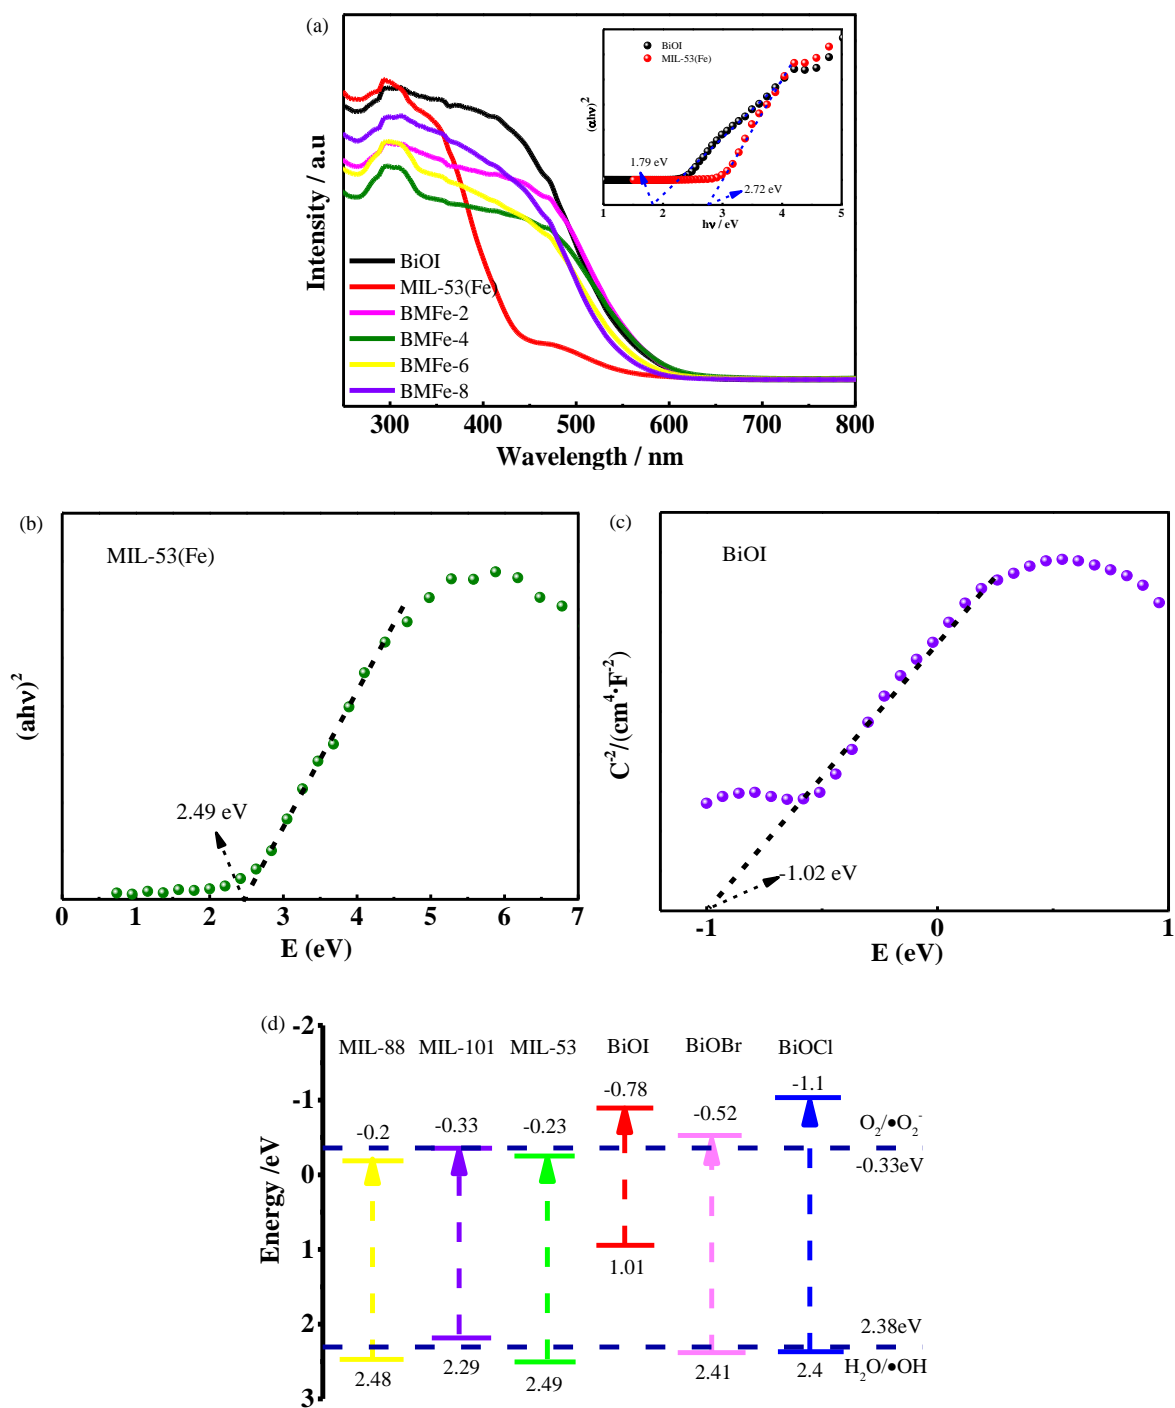 (a)
BiOI
MIL-53(Fe)
(αhν)²
1.79 eV
2.72 eV
1 2 3 4 5
hν / eV
Intensity / a.u
BiOI
MIL-53(Fe)
BMFe-2
BMFe-4
BMFe-6
BMFe-8
300 400 500 600 700 800
Wavelength / nm
(b)
MIL-53(Fe)
(ahν)²
2.49 eV
0 1 2 3 4 5 6 7
E (eV)
(c)
BiOI
C⁻²/(cm⁴·F⁻²)
-1.02 eV
-1 0 1
E (eV)
(d)
Energy /eV
-2
-1
0
1
2
3
MIL-88 MIL-101 MIL-53 BiOI BiOBr BiOCl
-0.2 -0.33 -0.23 -0.78 -0.52 -1.1
O₂/•O₂⁻
-0.33eV
1.01
2.38eV
2.48 2.29 2.49 2.41 2.4
H₂O/•OH